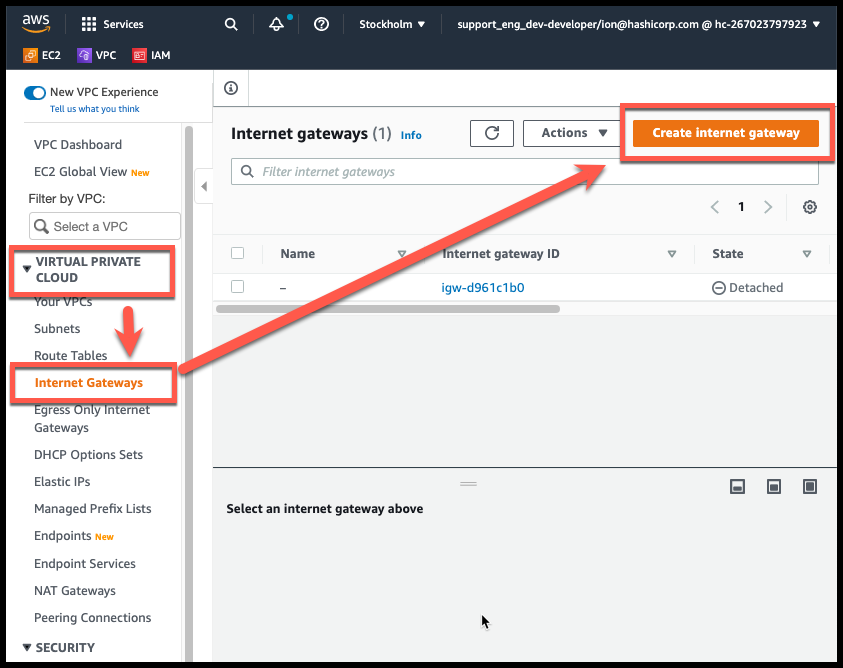 aws
Services
Stockholm ▼
support_eng_dev-developer/ion@hashicorp.com @ hc-267023797923 ▼
EC2
VPC
IAM
New VPC Experience
Tell us what you think
VPC Dashboard
EC2 Global View New
Filter by VPC:
Select a VPC
VIRTUAL PRIVATE
CLOUD
Your VPCs
Subnets
Route Tables
Internet Gateways
Egress Only Internet
Gateways
DHCP Options Sets
Elastic IPs
Managed Prefix Lists
Endpoints New
Endpoint Services
NAT Gateways
Peering Connections
SECURITY
Internet gateways (1) Info
Actions ▼
Create internet gateway
Filter internet gateways
1
Name
Internet gateway ID
State
–
igw-d961c1b0
Detached
Select an internet gateway above